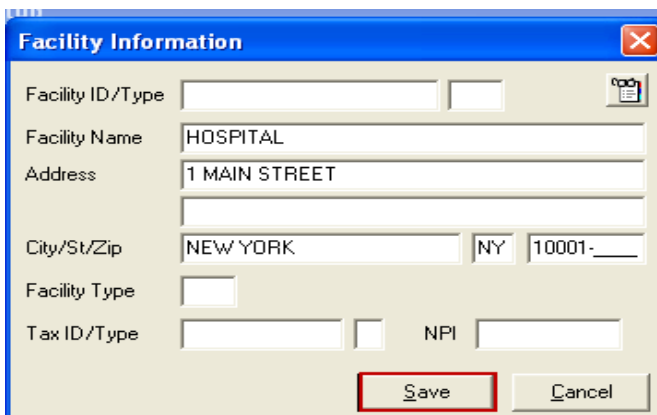 Facility Information
Facility ID/Type
Facility Name HOSPITAL
Address 1 MAIN STREET
City/St/Zip NEW YORK NY 10001-____
Facility Type
Tax ID/Type NPI
Save Cancel